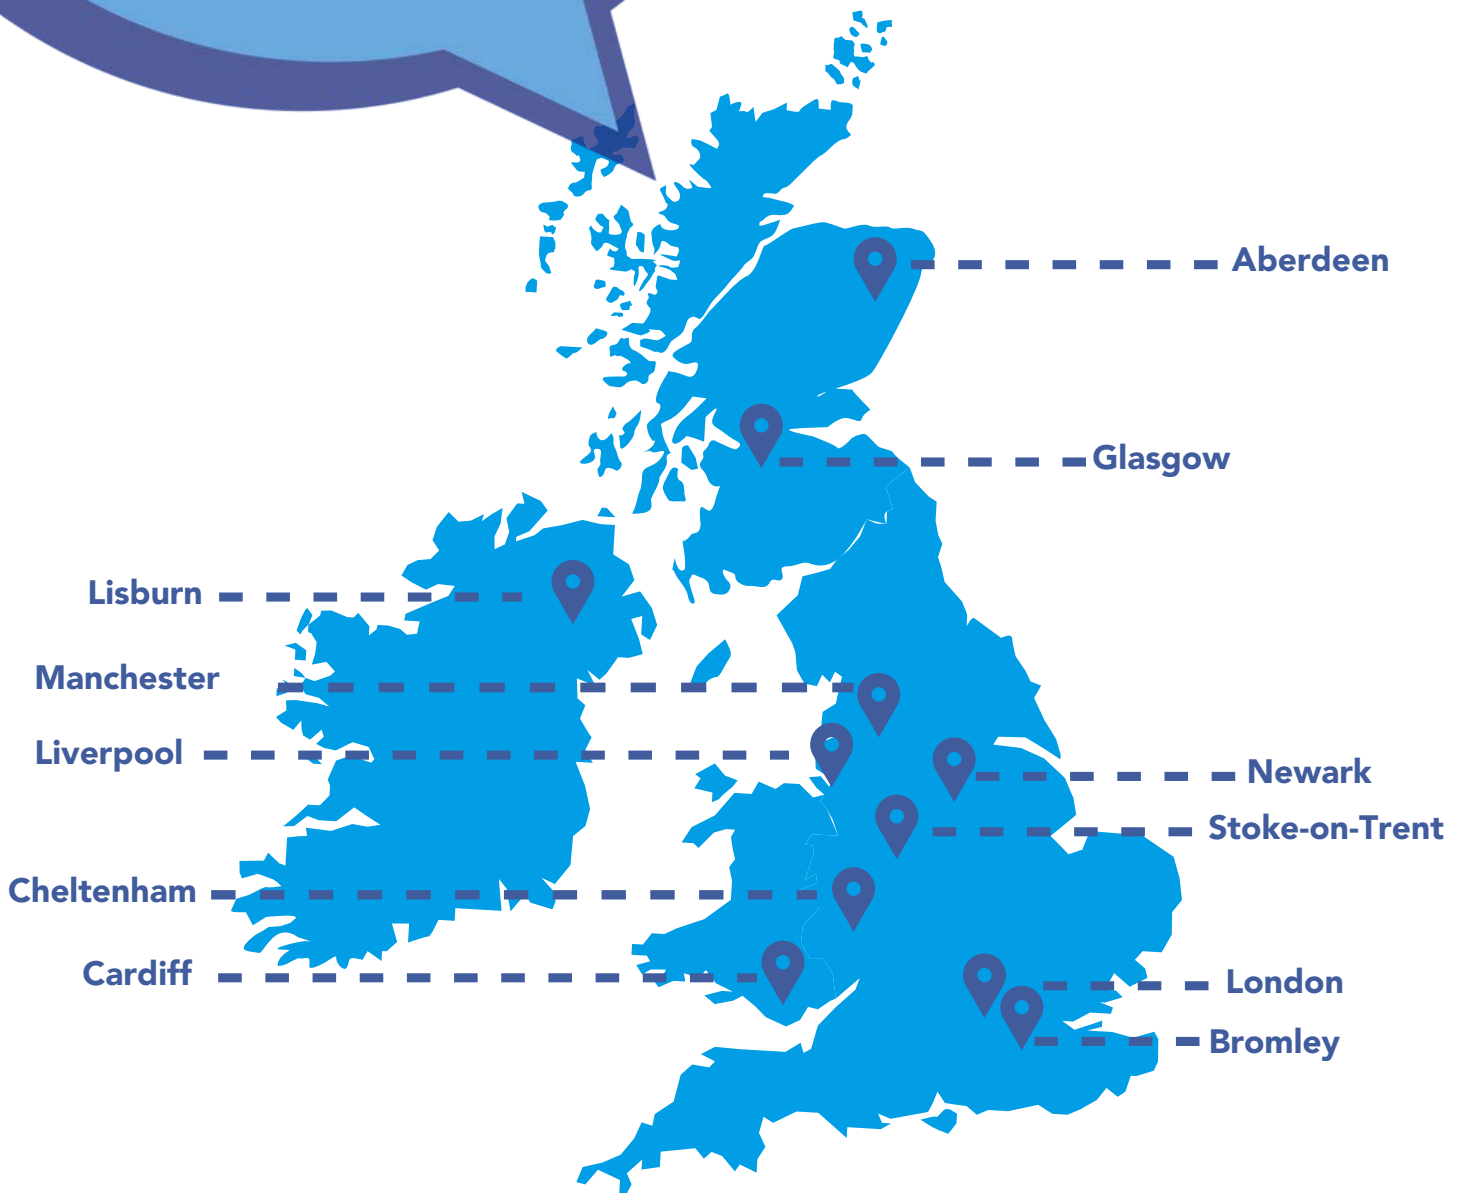 Aberdeen
Glasgow
Lisburn
Manchester
Liverpool
Newark
Stoke-on-Trent
Cheltenham
Cardiff
London
Bromley